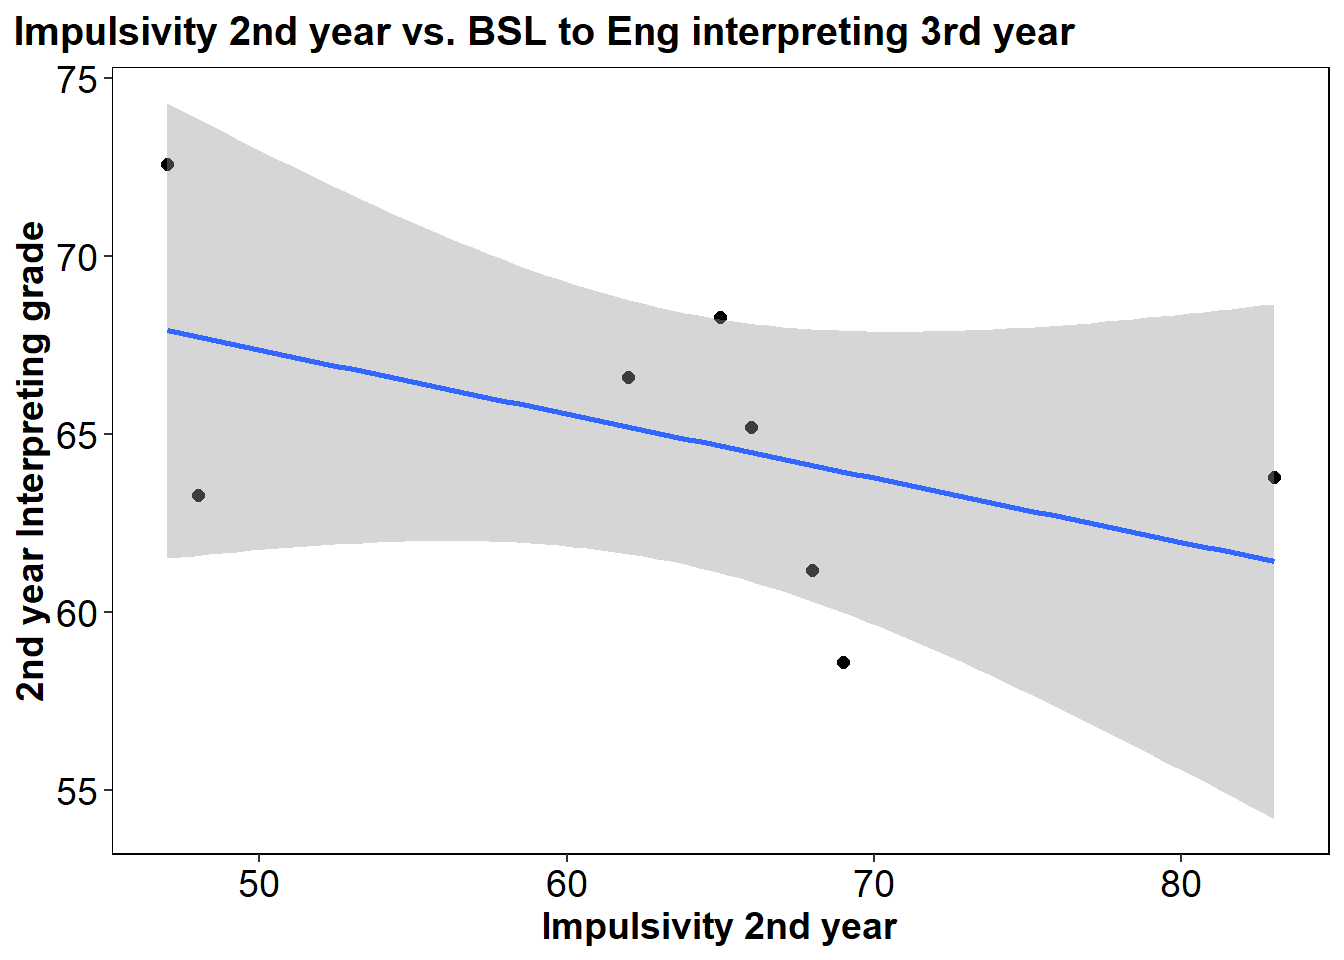 Impulsivity 2nd year vs. BSL to Eng interpreting 3rd year
2nd year Interpreting grade
75
70
65
60
55
50 60 70 80
Impulsivity 2nd year